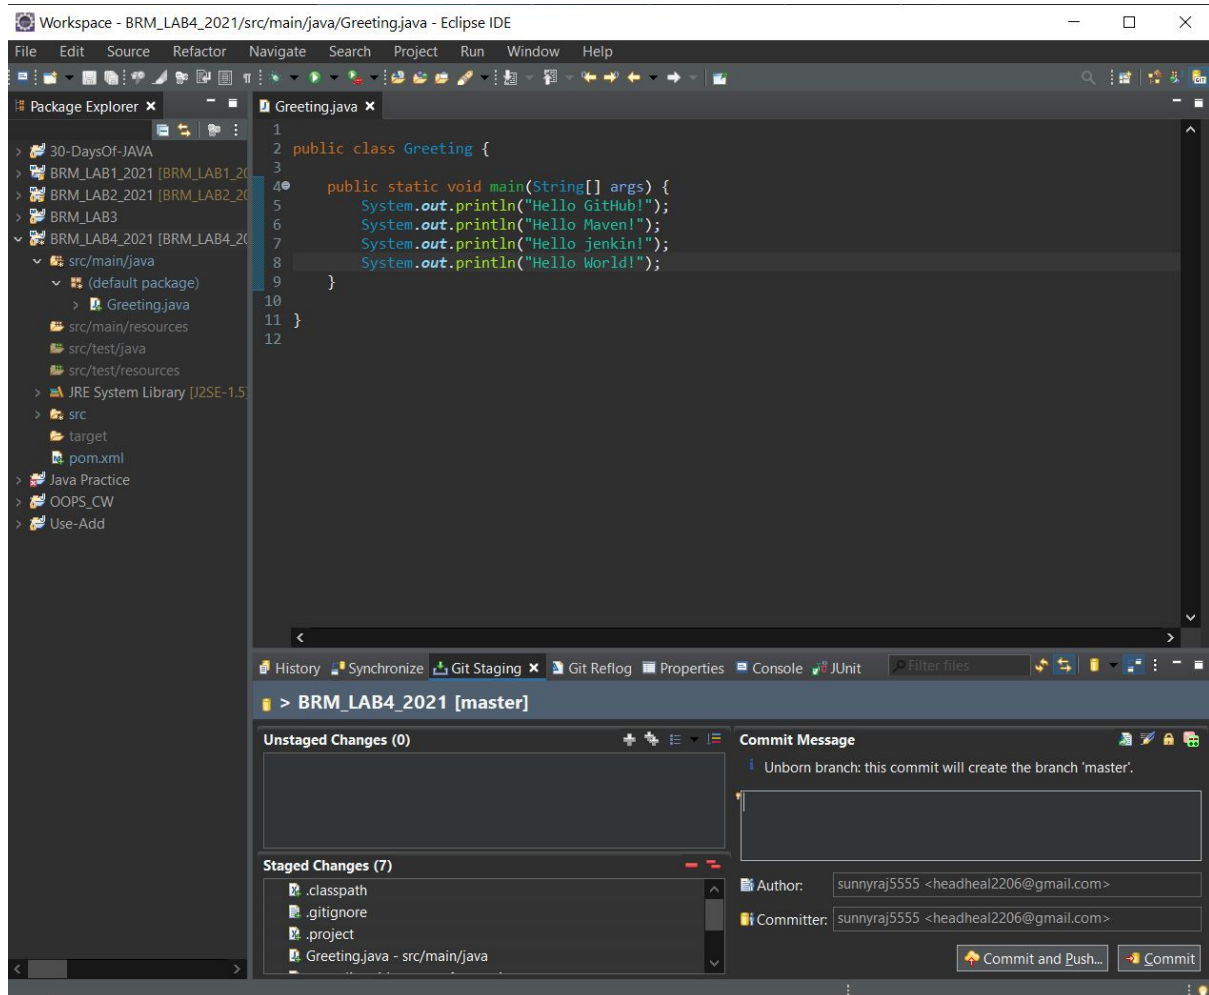 Workspace - BRM_LAB4_2021/src/main/java/Greeting.java - Eclipse IDE
File Edit Source Refactor Navigate Search Project Run Window Help
Package Explorer
30-DaysOf-JAVA
BRM_LAB1_2021 [BRM_LAB1_20
BRM_LAB2_2021 [BRM_LAB2_20
BRM_LAB3
BRM_LAB4_2021 [BRM_LAB4_20
src/main/java
(default package)
Greeting.java
src/main/resources
src/test/java
src/test/resources
JRE System Library [J2SE-1.5]
src
target
pom.xml
Java Practice
OOPS_CW
Use-Add
Greeting.java
1
2 public class Greeting {
3
4 public static void main(String[] args) {
5 System.out.println("Hello GitHub!");
6 System.out.println("Hello Maven!");
7 System.out.println("Hello jenkin!");
8 System.out.println("Hello World!");
9 }
10
11 }
12
History Synchronize Git Staging Git Reflog Properties Console JUnit Filter files
> BRM_LAB4_2021 [master]
Unstaged Changes (0)
Staged Changes (7)
.classpath
.gitignore
.project
Greeting.java - src/main/java
Commit Message
Unborn branch: this commit will create the branch 'master'.
Author: sunnyraj5555 <headheal2206@gmail.com>
Committer: sunnyraj5555 <headheal2206@gmail.com>
Commit and Push... Commit